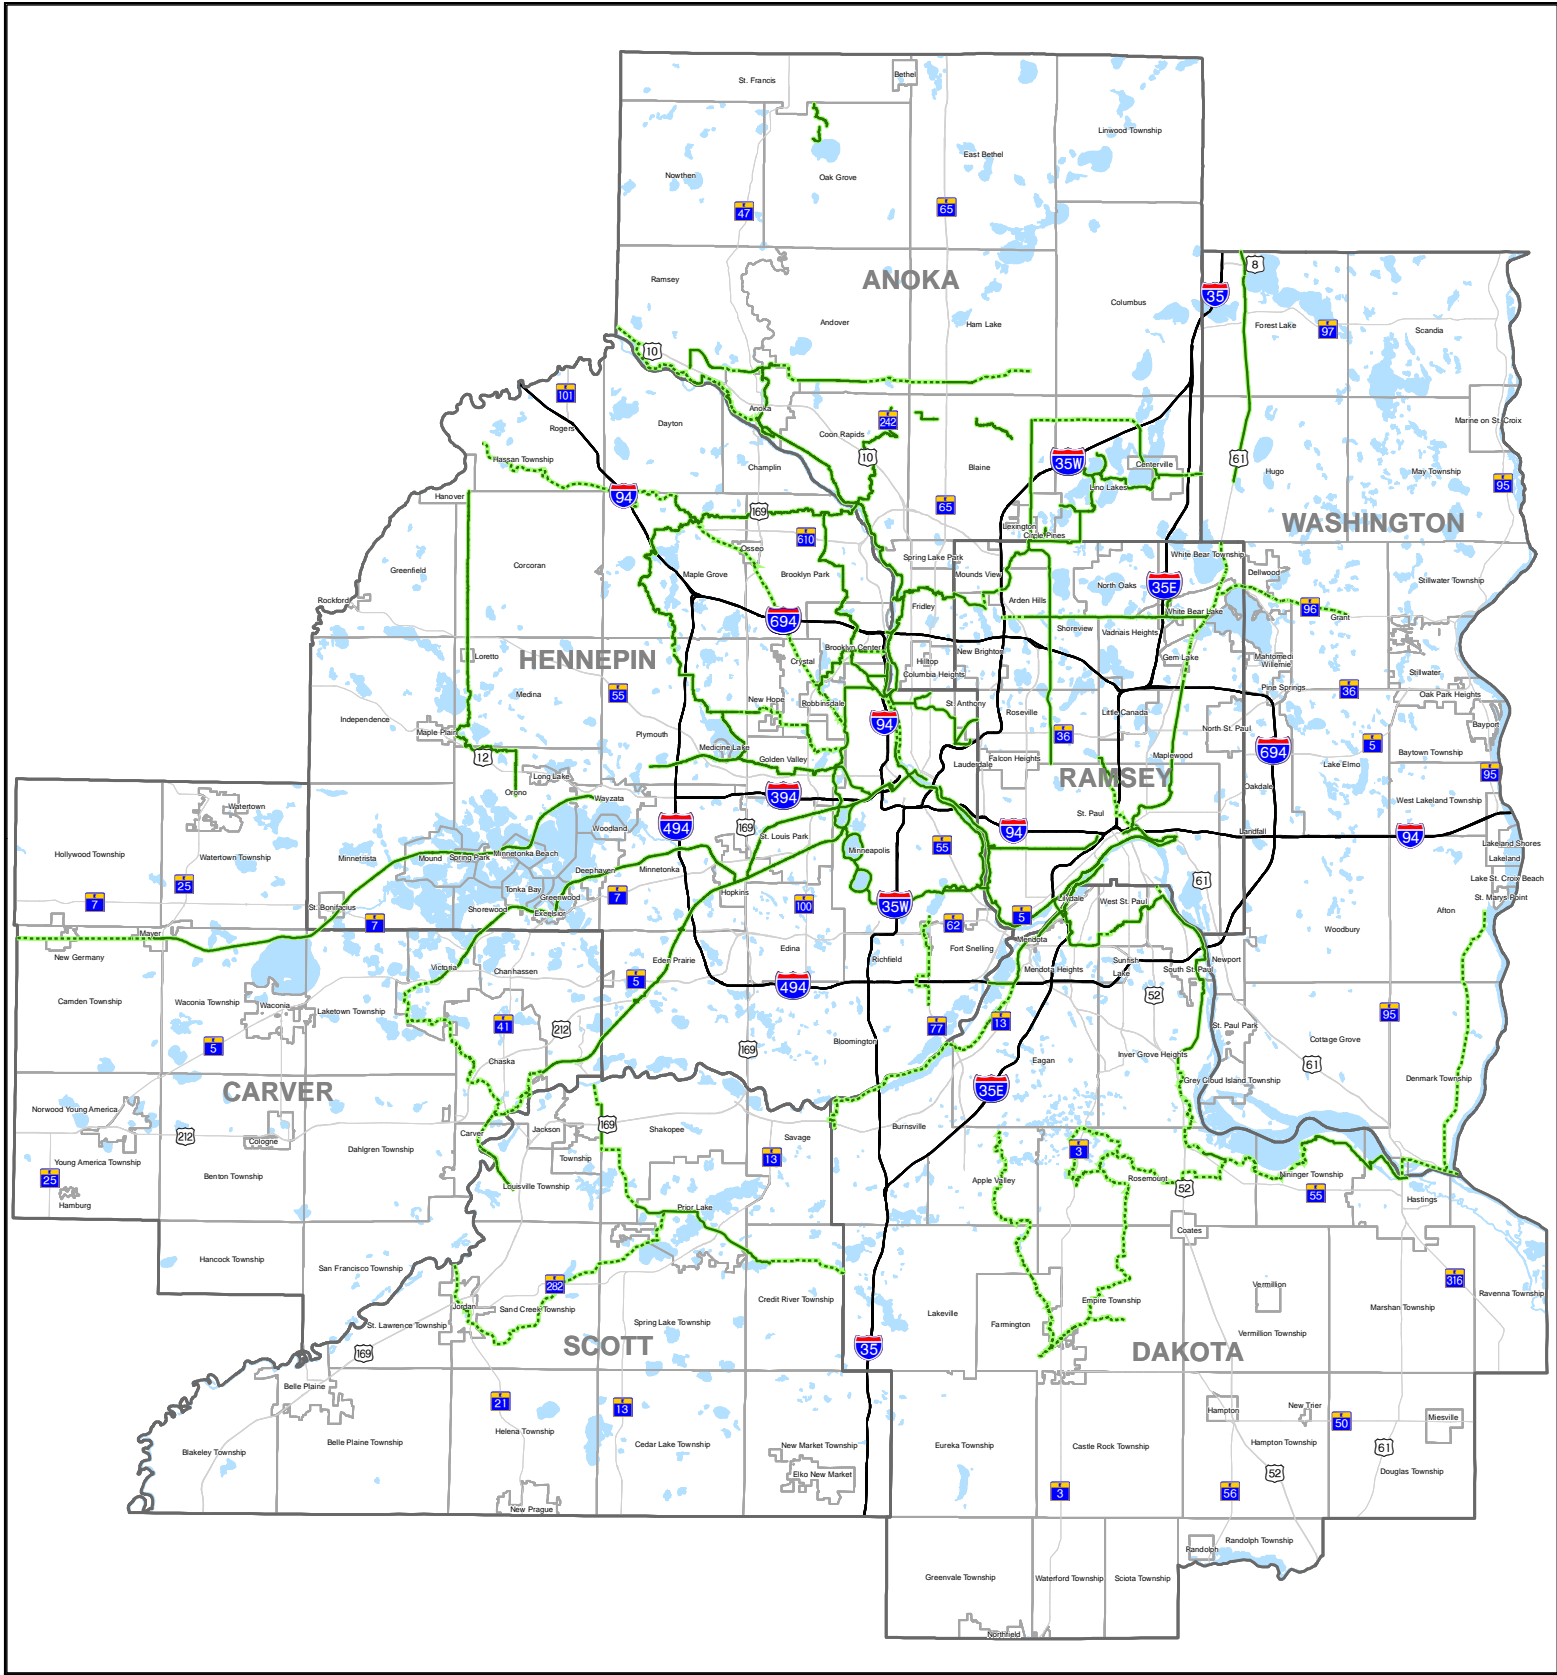 St. Francis
Bethel
Linwood Township
East Bethel
Nowthen
Oak Grove
47
65
8
ANOKA
Ramsey
35
Columbus
Andover
Ham Lake
Forest Lake
97
Scandia
10
101
Anoka
Rogers
Dayton
242
Coon Rapids
Marine on St. Croix
10
Hassan Township
Champlin
Blaine
35W
Centerville
61
Hugo
May Township
95
Hanover
94
Lino Lakes
169
65
Lexington
Circle Pines
WASHINGTON
610
Osseo
Spring Lake Park
White Bear Township
Greenfield
Corcoran
Maple Grove
Brooklyn Park
Mounds View
North Oaks
35E
Dellwood
Stillwater Township
Rockford
Fridley
Arden Hills
White Bear Lake
96
Grant
694
Shoreview
Vadnais Heights
Loretto
HENNEPIN
Brooklyn Center
Hilltop
New Brighton
Gem Lake
Mahtomedi
Willernie
Crystal
Columbia Heights
Stillwater
Medina
55
New Hope
Robbinsdale
St. Anthony
Pine Springs
36
Oak Park Heights
Independence
Maple Plain
Plymouth
94
Roseville
Little Canada
North St. Paul
Bayport
36
5
12
Medicine Lake
Golden Valley
Lauderdale
Falcon Heights
Maplewood
694
Lake Elmo
Baytown Township
Long Lake
RAMSEY
95
Orono
Wayzata
394
Oakdale
West Lakeland Township
Watertown
Woodland
494
169
St. Louis Park
94
St. Paul
Landfall
94
Hollywood Township
Watertown Township
Minnetrista
Mound
Spring Park
Minnetonka Beach
Minneapolis
55
Lakeland Shores
Lakeland
25
Deephaven
Minnetonka
Lake St. Croix Beach
7
Tonka Bay
Greenwood
7
Hopkins
61
St. Marys Point
St. Bonifacius
Shorewood
Excelsior
100
35W
5
Lilydale
West St. Paul
Afton
7
62
Mayer
New Germany
Edina
Fort Snelling
Mendota
Woodbury
Victoria
Chanhassen
Eden Prairie
Richfield
Mendota Heights
Sunfish
Lake
South St. Paul
Newport
5
494
52
Camden Township
Waconia Township
Waconia
Laketown Township
41
212
77
13
St. Paul Park
95
5
169
Bloomington
Cottage Grove
Chaska
Eagan
Inver Grove Heights
61
CARVER
35E
Grey Cloud Island Township
Denmark Township
Norwood Young America
212
Cologne
Carver
Jackson
169
Shakopee
Savage
Burnsville
Young America Township
Dahlgren Township
Township
13
3
25
Benton Township
Louisville Township
Apple Valley
Rosemount
52
Nininger Township
55
Hamburg
Prior Lake
Hastings
Coates
Hancock Township
San Francisco Township
282
Vermillion
316
Jordan
Sand Creek Township
Credit River Township
Empire Township
Ravenna Township
St. Lawrence Township
Spring Lake Township
Lakeville
Farmington
Marshan Township
SCOTT
35
Vermillion Township
169
DAKOTA
Belle Plaine
21
13
Hampton
New Trier
50
Miesville
Blakeley Township
Belle Plaine Township
Helena Township
Cedar Lake Township
New Market Township
Eureka Township
Castle Rock Township
Hampton Township
61
Elko New Market
52
Douglas Township
New Prague
3
56
Randolph
Randolph Township
Greenvale Township
Waterford Township
Sciota Township
Northfield